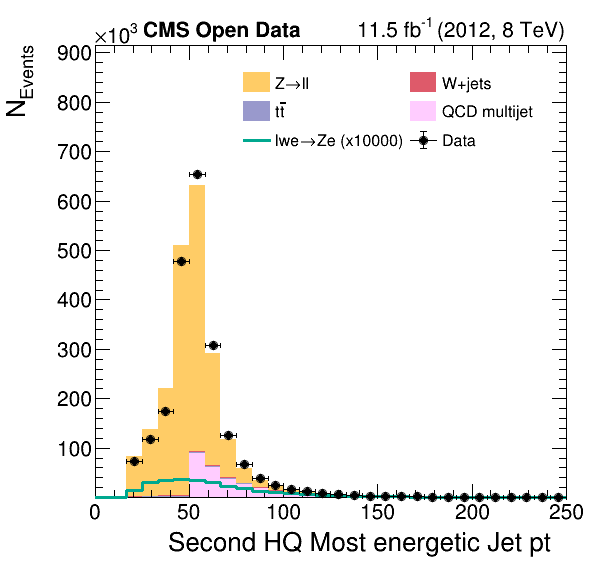 ×10³ CMS Open Data 11.5 fb⁻¹ (2012, 8 TeV)
N_Events
900
800
700
600
500
400
300
200
100
Z→ll W+jets
tt̄ QCD multijet
lwe→Ze (x10000) Data
0 50 100 150 200 250
Second HQ Most energetic Jet pt